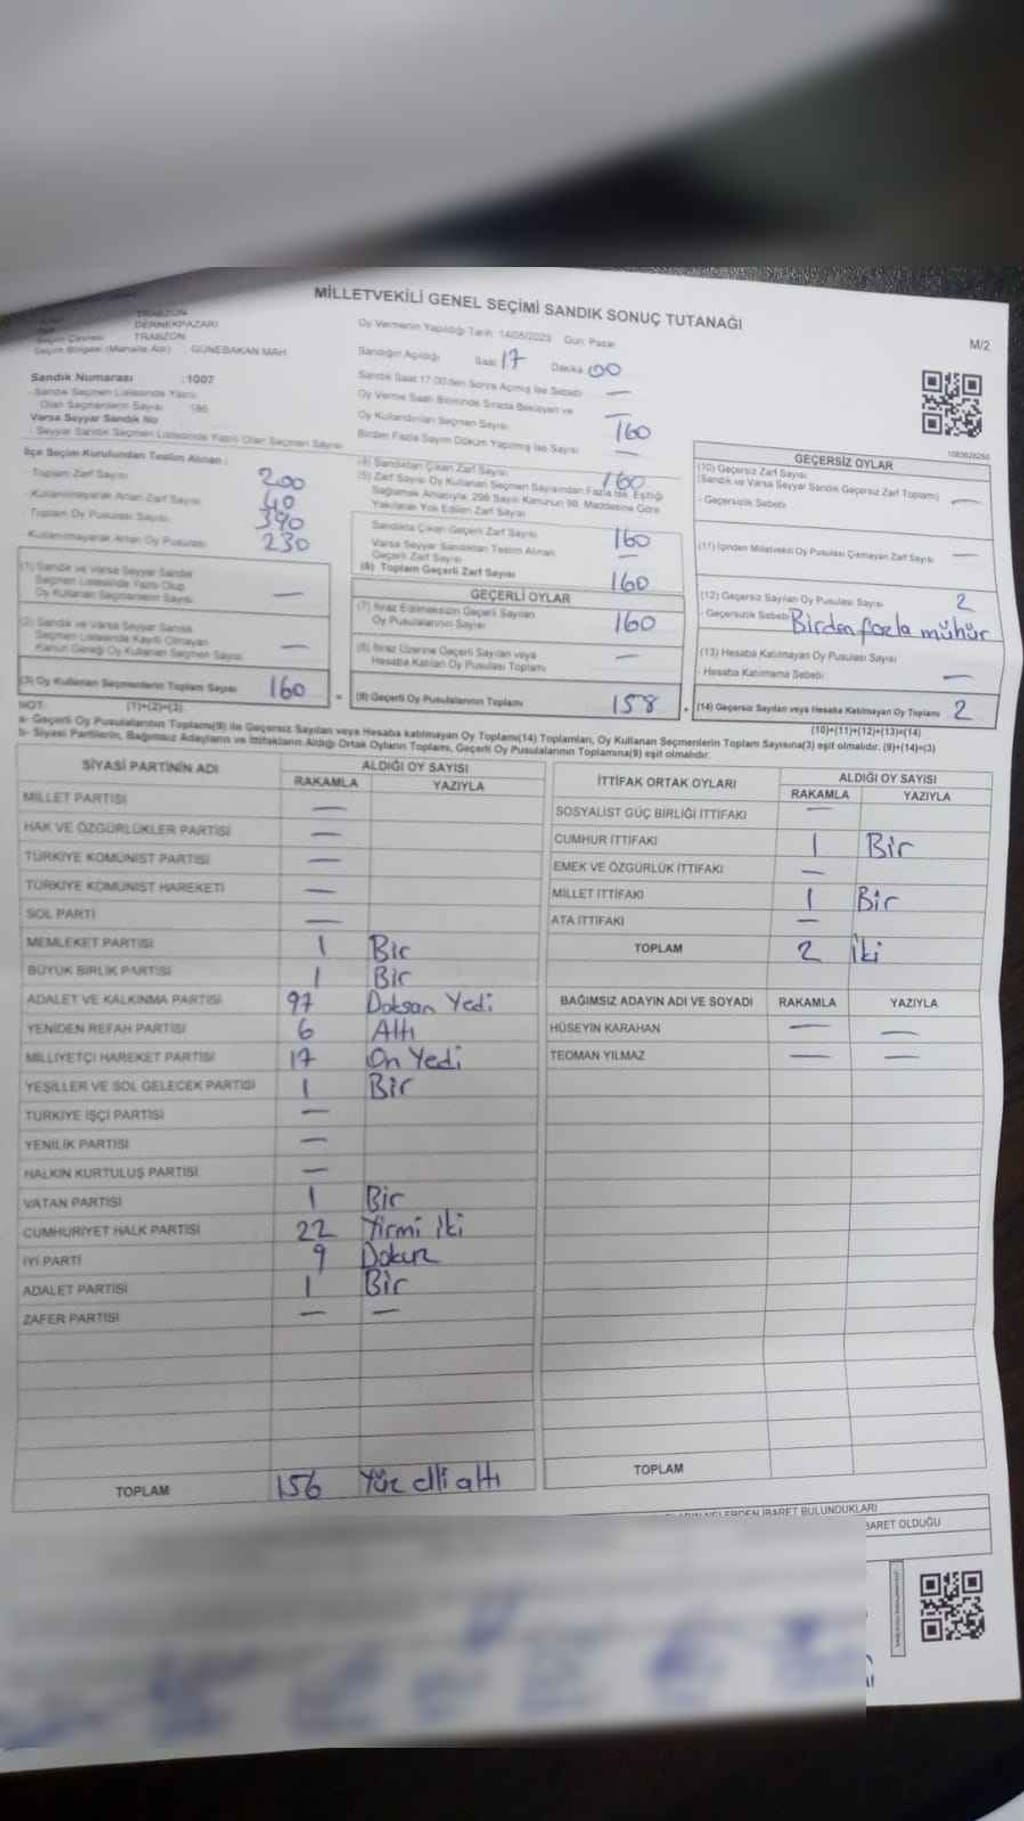 MİLLETVEKİLİ GENEL SEÇİMİ SANDIK SONUÇ TUTANAĞI
M/2
TRABZON
DERNEKPAZARI
TRABZON
Seçim Bölgesi (Mahalle Adı) : GÜNEBAKAN MAH
Sandık Numarası :1007
Sandık Seçmen Listesinde Yazılı
Olan Seçmenlerin Sayısı 186
Varsa Seyyar Sandık No
Seyyar Sandık Seçmen Listesinde Yazılı Olan Seçmen Sayısı
Oy Vermenin Yapıldığı Tarih: 14/05/2023 Gün: Pazar
Sandığın Açıldığı Saat 17 Dakika 00
Sandık Saat 17.00'den Sonra Açılmış İse Sebebi —
Oy Verme Saati Bitiminde Sırada Bekleyen ve —
Oy Kullandırılan Seçmen Sayısı 160
Birden Fazla Sayım Döküm Yapılmış İse Sayısı —
İlçe Seçim Kurulundan Teslim Alınan :
Toplam Zarf Sayısı 200
Kullanılmayarak Artan Zarf Sayısı 40
Toplam Oy Pusulası Sayısı 390
Kullanılmayarak Artan Oy Pusulası 230
(1) Sandık ve Varsa Seyyar Sandık
Seçmen Listesinde Yazılı Olup
Oy Kullanan Seçmenlerin Sayısı —
(2) Sandık ve Varsa Seyyar Sandık
Seçmen Listesinde Kayıtlı Olmayan
Kanun Gereği Oy Kullanan Seçmen Sayısı —
(3) Oy Kullanan Seçmenlerin Toplam Sayısı 160
(1)+(2)=(3)
(4) Sandıktan Çıkan Zarf Sayısı 160
(5) Zarf Sayısı Oy Kullanan Seçmen Sayısından Fazla İse, Eşitliği
Sağlamak Amacıyla, 298 Sayılı Kanunun 98. Maddesine Göre
Yakılarak Yok Edilen Zarf Sayısı
Sandıkta Çıkan Geçerli Zarf Sayısı 160
Varsa Seyyar Sandıktan Teslim Alınan
Geçerli Zarf Sayısı —
(6) Toplam Geçerli Zarf Sayısı 160
GEÇERLİ OYLAR
(7) İtiraz Edilmeksizin Geçerli Sayılan
Oy Pusulalarının Sayısı 160
(8) İtiraz Üzerine Geçerli Sayılan veya
Hesaba Katılan Oy Pusulası Toplamı —
(9) Geçerli Oy Pusulalarının Toplamı 158
GEÇERSİZ OYLAR
(10) Geçersiz Zarf Sayısı
(Sandık ve Varsa Seyyar Sandık Geçersiz Zarf Toplamı) —
- Geçersizlik Sebebi
(11) İçinden Milletvekili Oy Pusulası Çıkmayan Zarf Sayısı —
(12) Geçersiz Sayılan Oy Pusulası Sayısı 2
- Geçersizlik Sebebi Birden fazla mühür
(13) Hesaba Katılmayan Oy Pusulası Sayısı
- Hesaba Katılmama Sebebi —
(14) Geçersiz Sayılan veya Hesaba Katılmayan Oy Toplamı 2
(10)+(11)+(12)+(13)=(14)
NOT:
a- Geçerli Oy Pusulalarının Toplamı(9) ile Geçersiz Sayılan veya Hesaba katılmayan Oy Toplamı(14) Toplamları, Oy Kullanan Seçmenlerin Toplam Sayısına(3) eşit olmalıdır. (9)+(14)=(3)
b- Siyasi Partilerin, Bağımsız Adayların ve İttifakların Aldığı Ortak Oyların Toplamı, Geçerli Oy Pusulalarının Toplamına(9) eşit olmalıdır.
SİYASİ PARTİNİN ADI ALDIĞI OY SAYISI
RAKAMLA YAZIYLA
MİLLET PARTİSİ —
HAK VE ÖZGÜRLÜKLER PARTİSİ —
TÜRKİYE KOMÜNİST PARTİSİ —
TÜRKİYE KOMÜNİST HAREKETİ —
SOL PARTİ —
MEMLEKET PARTİSİ 1 Bir
BÜYÜK BİRLİK PARTİSİ 1 Bir
ADALET VE KALKINMA PARTİSİ 97 Doksan Yedi
YENİDEN REFAH PARTİSİ 6 Altı
MİLLİYETÇİ HAREKET PARTİSİ 17 On Yedi
YEŞİLLER VE SOL GELECEK PARTİSİ 1 Bir
TÜRKİYE İŞÇİ PARTİSİ —
YENİLİK PARTİSİ —
HALKIN KURTULUŞ PARTİSİ —
VATAN PARTİSİ 1 Bir
CUMHURİYET HALK PARTİSİ 22 Yirmi iki
İYİ PARTİ 9 Dokuz
ADALET PARTİSİ 1 Bir
ZAFER PARTİSİ — —
TOPLAM 156 Yüz elli altı
İTTİFAK ORTAK OYLARI ALDIĞI OY SAYISI
RAKAMLA YAZIYLA
SOSYALİST GÜÇ BİRLİĞİ İTTİFAKI —
CUMHUR İTTİFAKI 1 Bir
EMEK VE ÖZGÜRLÜK İTTİFAKI —
MİLLET İTTİFAKI 1 Bir
ATA İTTİFAKI —
TOPLAM 2 İki
BAĞIMSIZ ADAYIN ADI VE SOYADI RAKAMLA YAZIYLA
HÜSEYİN KARAHAN — —
TEOMAN YILMAZ — —
TOPLAM
NELERDEN İBARET BULUNDUKLARI
BARET OLDUĞU